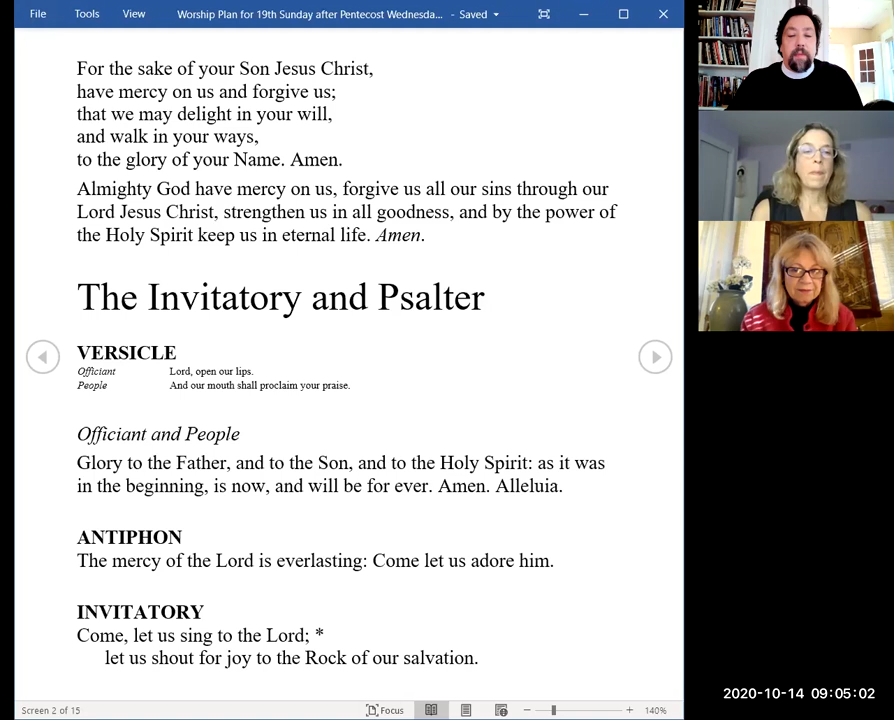 File Tools View Worship Plan for 19th Sunday after Pentecost Wednesda... - Saved
For the sake of your Son Jesus Christ,
have mercy on us and forgive us;
that we may delight in your will,
and walk in your ways,
to the glory of your Name. Amen.
Almighty God have mercy on us, forgive us all our sins through our
Lord Jesus Christ, strengthen us in all goodness, and by the power of
the Holy Spirit keep us in eternal life. Amen.
The Invitatory and Psalter
VERSICLE
Officiant Lord, open our lips.
People And our mouth shall proclaim your praise.
Officiant and People
Glory to the Father, and to the Son, and to the Holy Spirit: as it was
in the beginning, is now, and will be for ever. Amen. Alleluia.
ANTIPHON
The mercy of the Lord is everlasting: Come let us adore him.
INVITATORY
Come, let us sing to the Lord; *
let us shout for joy to the Rock of our salvation.
Screen 2 of 15 Focus 140%
2020-10-14 09:05:02